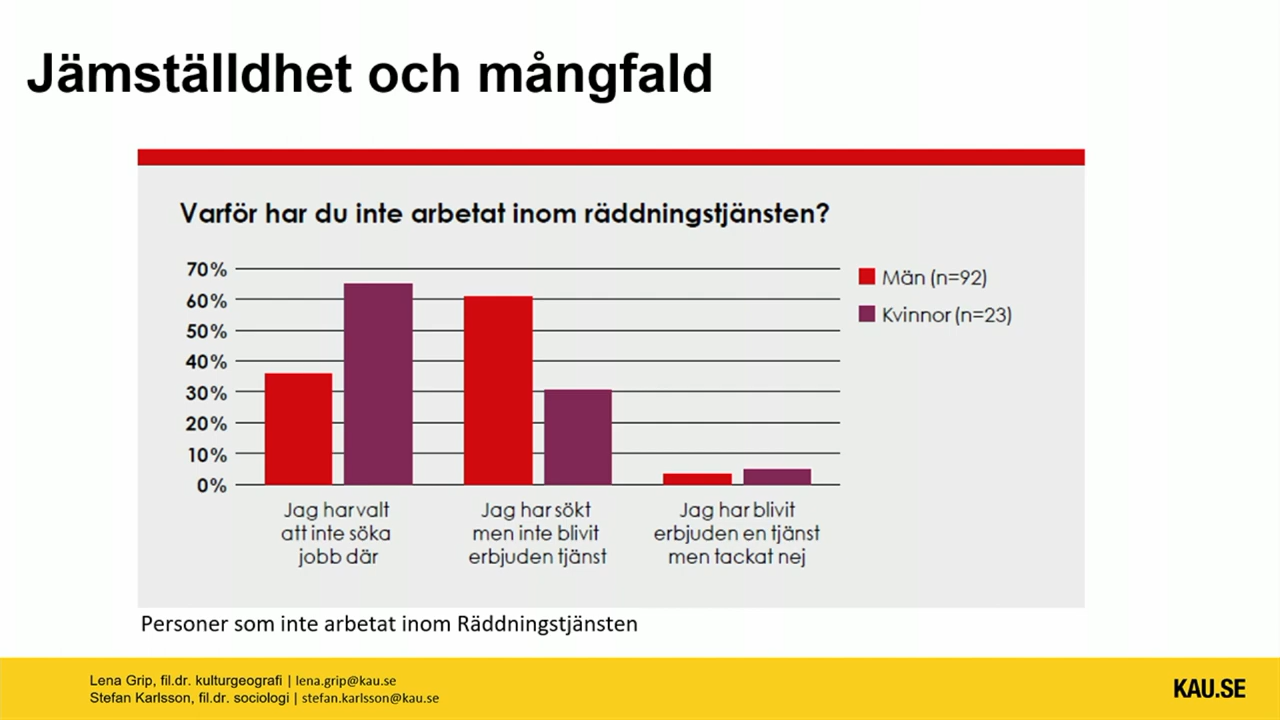 Jämställdhet och mångfald
Varför har du inte arbetat inom räddningstjänsten?
70%
60%
50%
40%
30%
20%
10%
0%
Män (n=92)
Kvinnor (n=23)
Jag har valt
att inte söka
jobb där
Jag har sökt
men inte blivit
erbjuden tjänst
Jag har blivit
erbjuden en tjänst
men tackat nej
Personer som inte arbetat inom Räddningstjänsten
Lena Grip, fil.dr. kulturgeografi | lena.grip@kau.se
Stefan Karlsson, fil.dr. sociologi | stefan.karlsson@kau.se
KAU.SE